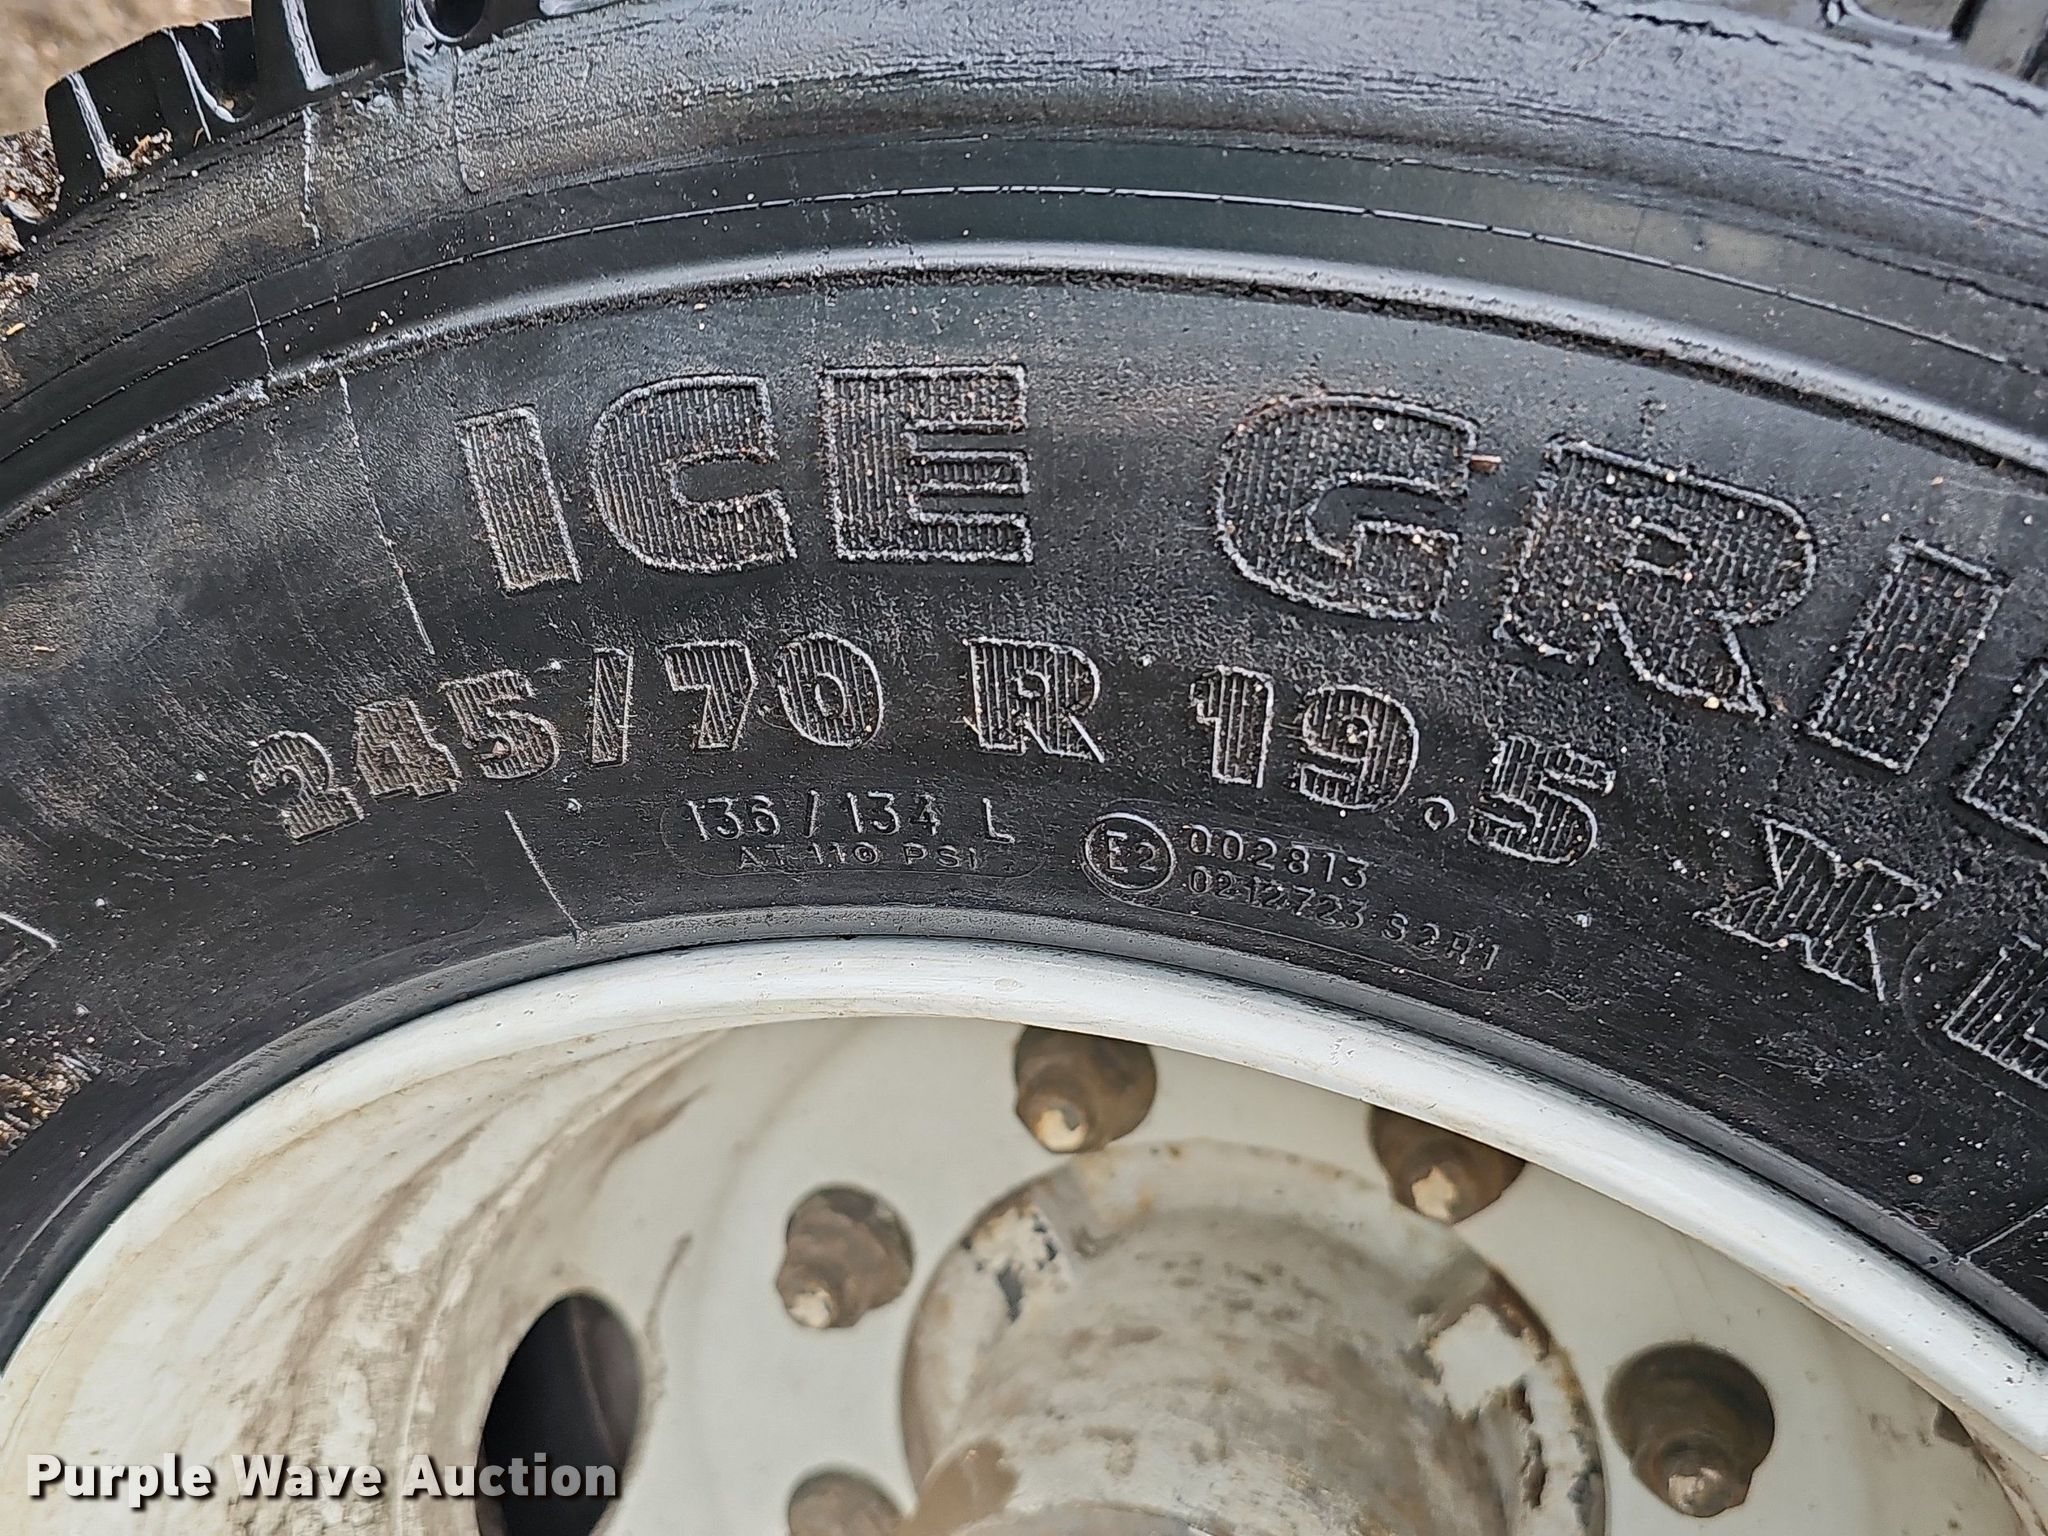 ICE GRI
245/70 R 19.5 X
136 / 134 L
AT 110 PSI
E2
002813
0212723 S2R1
Purple Wave Auction